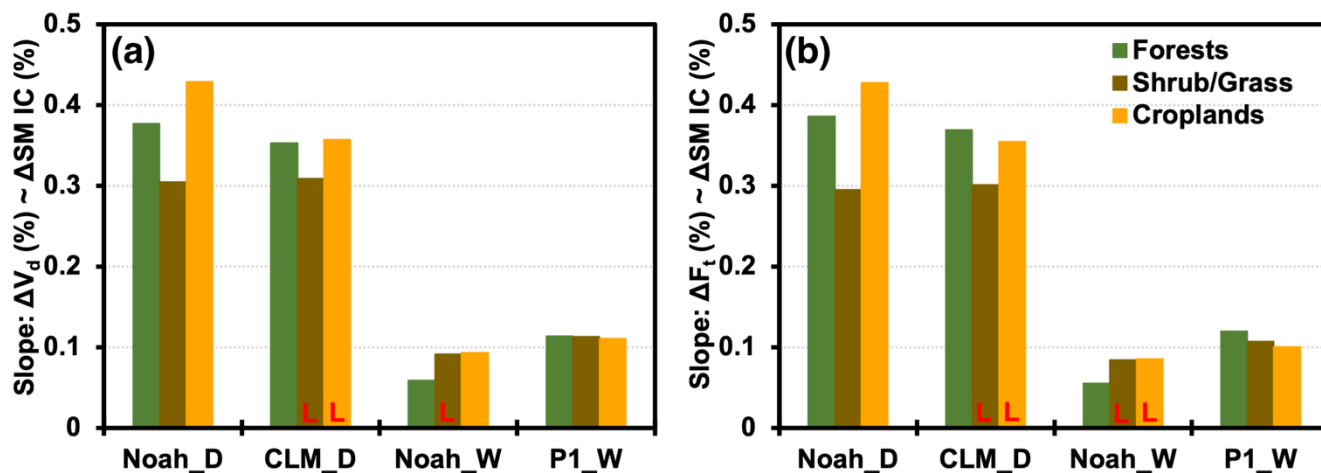 (a)
Slope: ΔV_d (%) ~ ΔSM IC (%)
0.5
0.4
0.3
0.2
0.1
0
L L L
Noah_D CLM_D Noah_W P1_W
(b)
Slope: ΔF_t (%) ~ ΔSM IC (%)
0.5
0.4
0.3
0.2
0.1
0
Forests
Shrub/Grass
Croplands
L L L L
Noah_D CLM_D Noah_W P1_W